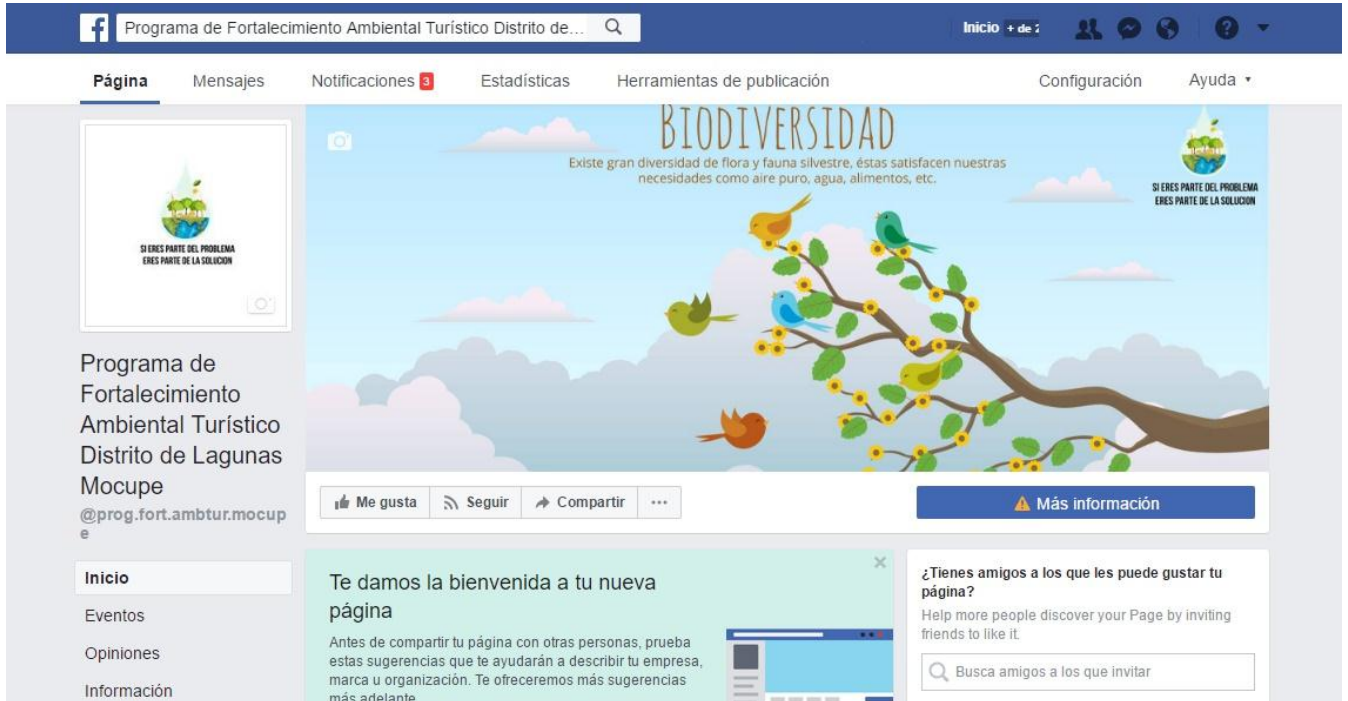 Programa de Fortalecimiento Ambiental Turístico Distrito de...
Inicio + de 2
Página Mensajes Notificaciones 3 Estadísticas Herramientas de publicación Configuración Ayuda
BIODIVERSIDAD
Existe gran diversidad de flora y fauna silvestre, éstas satisfacen nuestras
necesidades como aire puro, agua, alimentos, etc.
SI ERES PARTE DEL PROBLEMA
ERES PARTE DE LA SOLUCION
SI ERES PARTE DEL PROBLEMA
ERES PARTE DE LA SOLUCION
Programa de
Fortalecimiento
Ambiental Turístico
Distrito de Lagunas
Mocupe
@prog.fort.ambtur.mocup
e
Me gusta Seguir Compartir ...
Más información
Inicio
Eventos
Opiniones
Información
Te damos la bienvenida a tu nueva
página
Antes de compartir tu página con otras personas, prueba
estas sugerencias que te ayudarán a describir tu empresa,
marca u organización. Te ofreceremos más sugerencias
más adelante
¿Tienes amigos a los que les puede gustar tu
página?
Help more people discover your Page by inviting
friends to like it.
Busca amigos a los que invitar